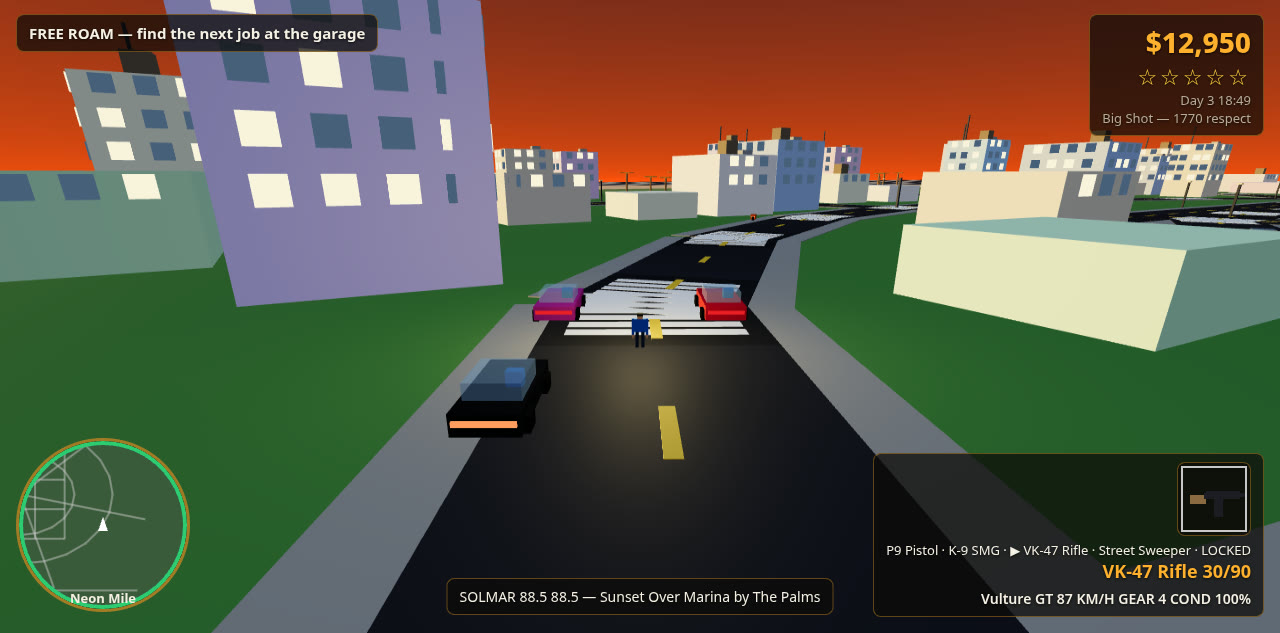 FREE ROAM — find the next job at the garage
$12,950
☆☆☆☆☆
Day 3 18:49
Big Shot — 1770 respect
Neon Mile
SOLMAR 88.5 88.5 — Sunset Over Marina by The Palms
P9 Pistol · K-9 SMG · ▶ VK-47 Rifle · Street Sweeper · LOCKED
VK-47 Rifle 30/90
Vulture GT 87 KM/H GEAR 4 COND 100%